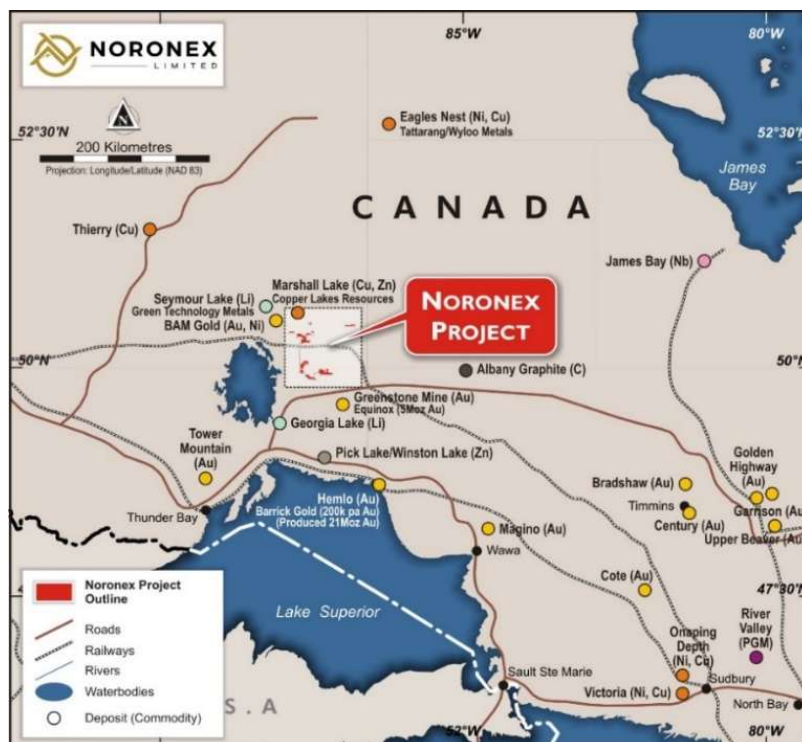 NORONEX
LIMITED
85°W
80°W
52°30'N
200 Kilometres
Projection: Longitude/Latitude (NAD 83)
Eagles Nest (Ni, Cu)
Tattarang/Wyloo Metals
52°30'N
James
Bay
CANADA
Thierry (Cu)
James Bay (Nb)
Seymour Lake (Li)
Green Technology Metals
BAM Gold (Au, Ni)
Marshall Lake (Cu, Zn)
Copper Lakes Resources
NORONEX
PROJECT
50°N
50°N
Albany Graphite (C)
Greenstone Mine (Au)
Equinox (5Moz Au)
Georgia Lake (Li)
Tower
Mountain
(Au)
Pick Lake/Winston Lake (Zn)
Golden
Highway
(Au)
Bradshaw (Au)
Timmins
Hemlo (Au)
Barrick Gold (200k pa Au)
(Produced 21Moz Au)
Thunder Bay
Garrison (Au)
Century (Au)
Magino (Au)
Upper Beaver (Au)
Wawa
Cote (Au)
47°30'N
Noronex Project
Outline
Roads
Railways
Rivers
Waterbodies
Deposit (Commodity)
Lake Superior
River
Valley
(PGM)
Onaping
Depth
(Ni, Cu)
Sault Ste Marie
Sudbury
Victoria (Ni, Cu)
North Bay
S.A
80°W